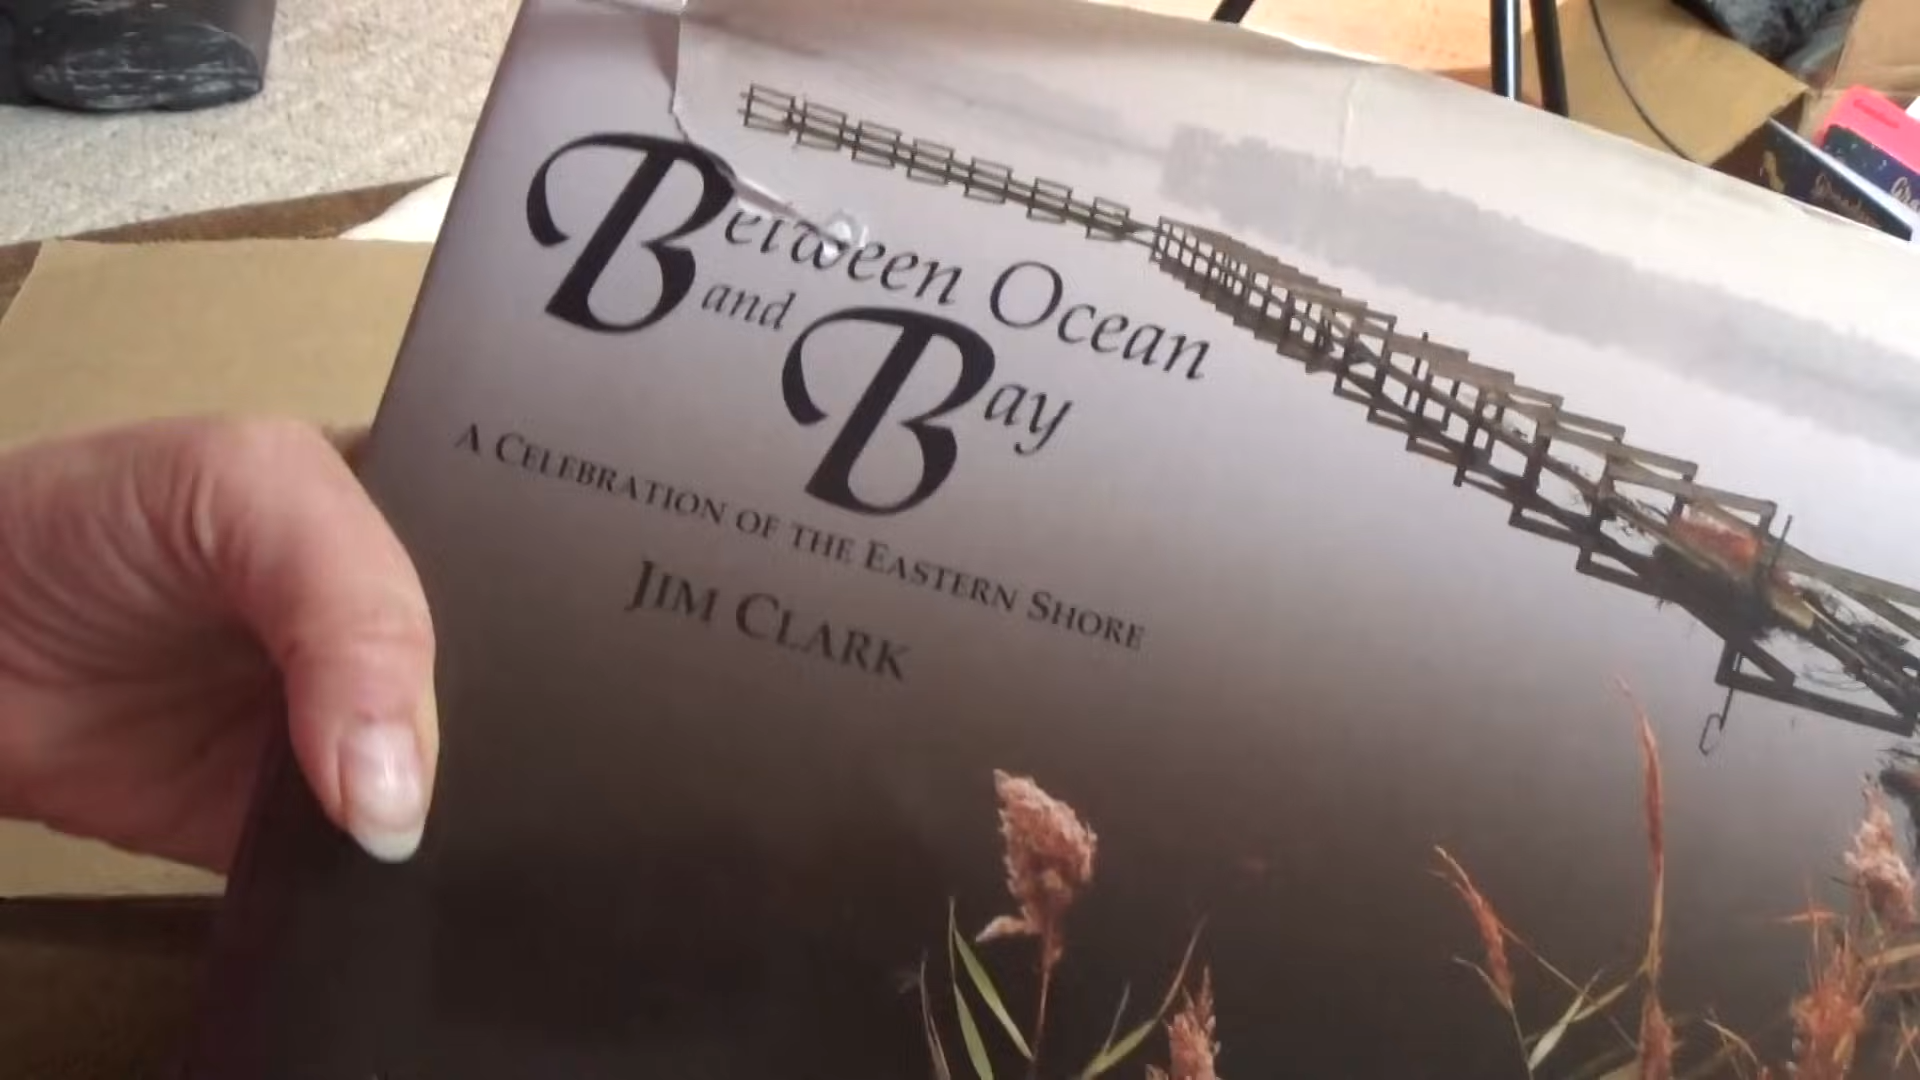 Between Ocean
and Bay
A CELEBRATION OF THE EASTERN SHORE
JIM CLARK